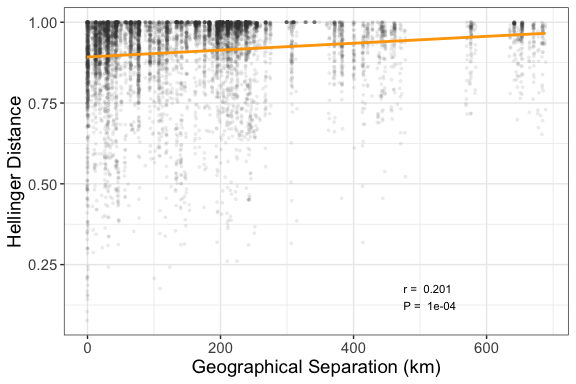 Hellinger Distance
1.00
0.75
0.50
0.25
r = 0.201
P = 1e-04
0 200 400 600
Geographical Separation (km)